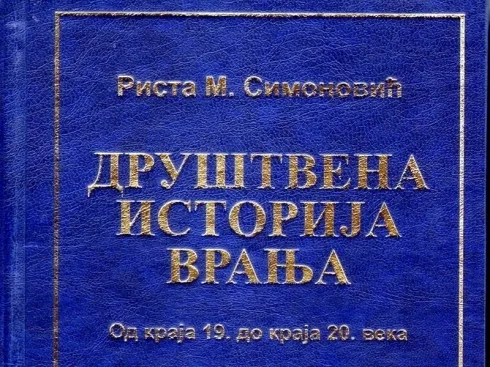 Риста М. Симоновић
ДРУШТВЕНА
ИСТОРИЈА
ВРАЊА
Од краја 19. до краја 20. века